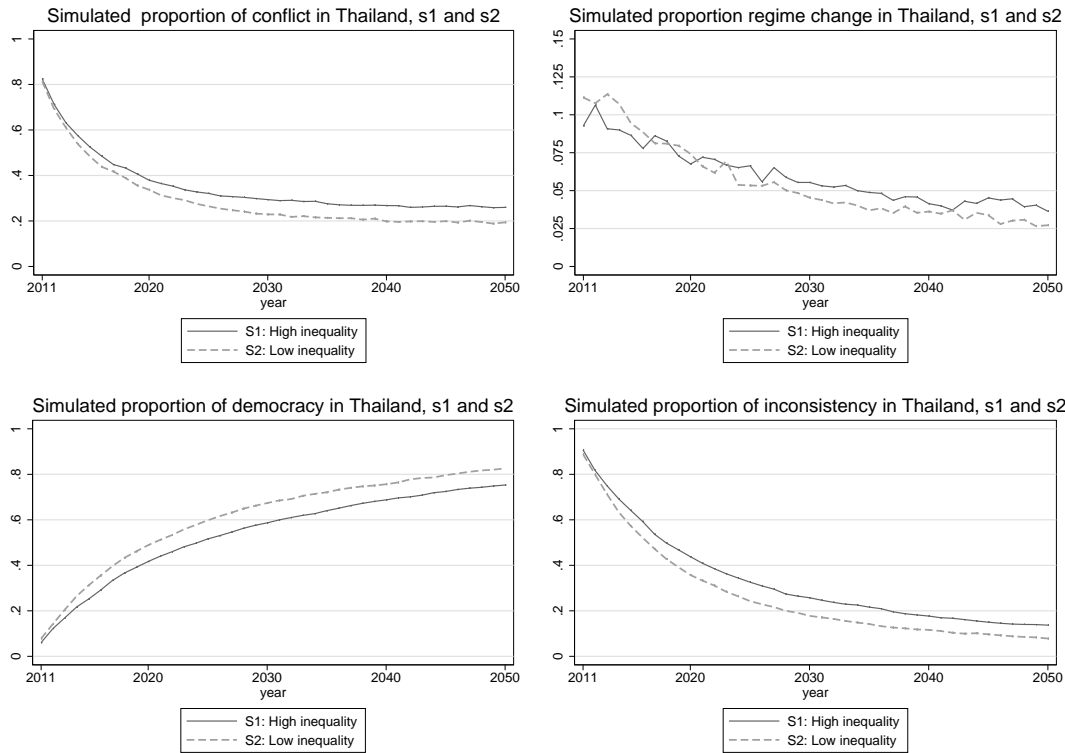 Simulated  proportion of conflict in Thailand, s1 and s2
1
.8
.6
.4
.2
0
2011 2020 2030 2040 2050
year
S1: High inequality
S2: Low inequality
Simulated proportion regime change in Thailand, s1 and s2
.15
.125
.1
.075
.05
.025
0
2011 2020 2030 2040 2050
year
S1: High inequality
S2: Low inequality
Simulated proportion of democracy in Thailand, s1 and s2
1
.8
.6
.4
.2
0
2011 2020 2030 2040 2050
year
S1: High inequality
S2: Low inequality
Simulated proportion of inconsistency in Thailand, s1 and s2
1
.8
.6
.4
.2
0
2011 2020 2030 2040 2050
year
S1: High inequality
S2: Low inequality